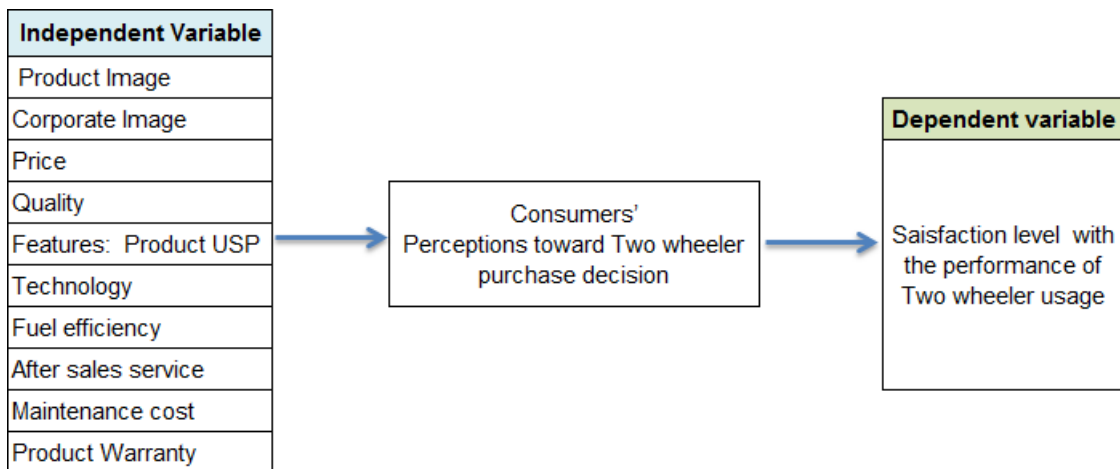 Independent Variable
Product Image
Corporate Image
Price
Quality
Features: Product USP
Technology
Fuel efficiency
After sales service
Maintenance cost
Product Warranty
Consumers’
Perceptions toward Two wheeler
purchase decision
Dependent variable
Saisfaction level with
the performance of
Two wheeler usage